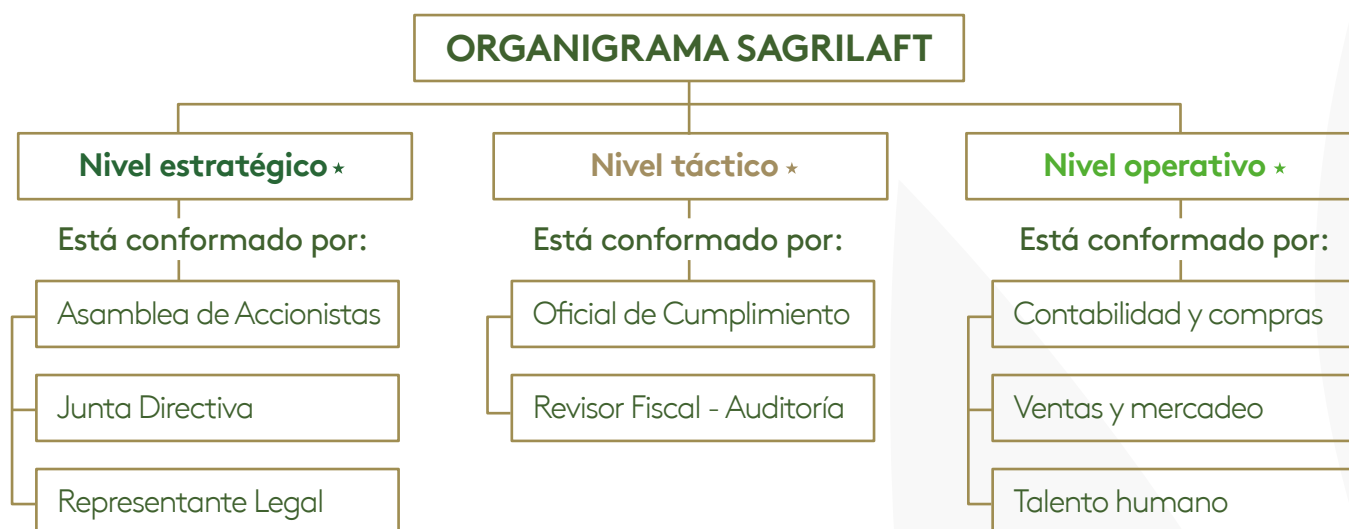 ORGANIGRAMA SAGRILAFT
Nivel estratégico ★
Está conformado por:
Asamblea de Accionistas
Junta Directiva
Representante Legal
Nivel táctico ★
Está conformado por:
Oficial de Cumplimiento
Revisor Fiscal - Auditoría
Nivel operativo ★
Está conformado por:
Contabilidad y compras
Ventas y mercadeo
Talento humano